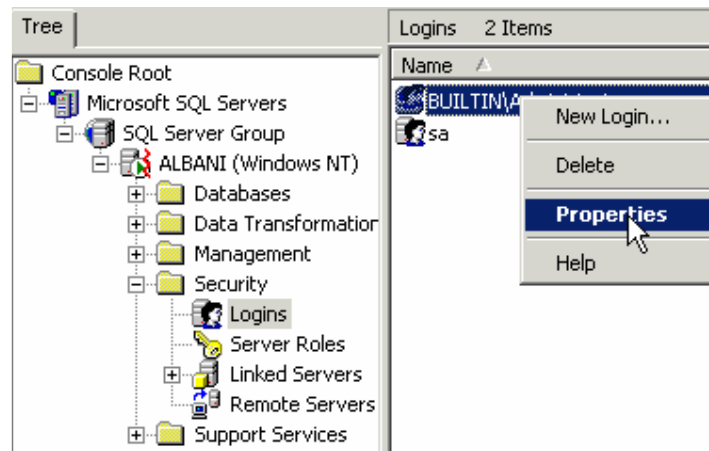 Tree
Console Root
Microsoft SQL Servers
SQL Server Group
ALBANI (Windows NT)
Databases
Data Transformation
Management
Security
Logins
Server Roles
Linked Servers
Remote Servers
Support Services
Logins 2 Items
Name
BUILTIN\A
sa
New Login...
Delete
Properties
Help